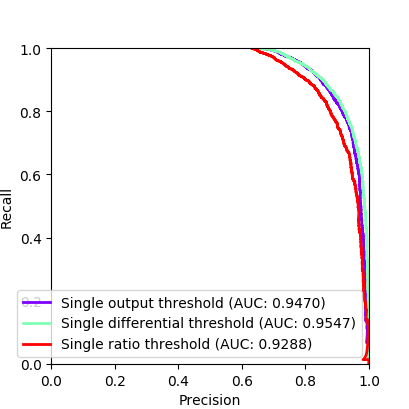 1.0
0.8
0.6
0.4
0.2
0.0
Recall
Single output threshold (AUC: 0.9470)
Single differential threshold (AUC: 0.9547)
Single ratio threshold (AUC: 0.9288)
0.0 0.2 0.4 0.6 0.8 1.0
Precision